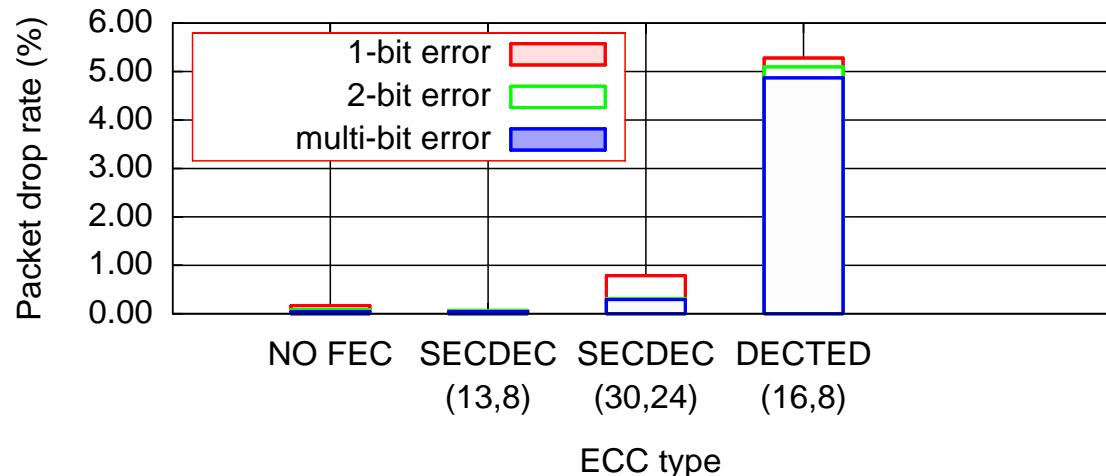 Packet drop rate (%)
6.00
5.00
4.00
3.00
2.00
1.00
0.00
1-bit error
2-bit error
multi-bit error
NO FEC
SECDEC
(13,8)
SECDEC
(30,24)
DECTED
(16,8)
ECC type